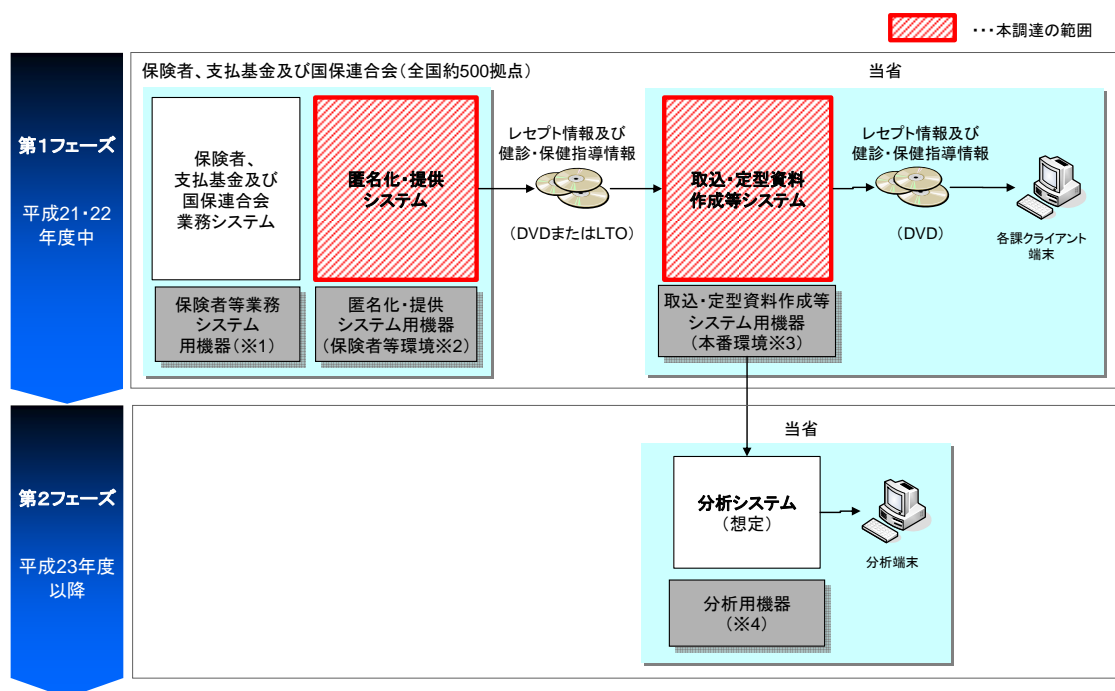 ・・・本調達の範囲
第1フェーズ
平成21・22
年度中
保険者、支払基金及び国保連合会(全国約500拠点)
保険者、
支払基金及び
国保連合会
業務システム
匿名化・提供
システム
レセプト情報及び
健診・保健指導情報
(DVDまたはLTO)
保険者等業務
システム
用機器(※1)
匿名化・提供
システム用機器
(保険者等環境※2)
当省
取込・定型資料
作成等システム
レセプト情報及び
健診・保健指導情報
(DVD)
各課クライアント
端末
取込・定型資料作成等
システム用機器
(本番環境※3)
第2フェーズ
平成23年度
以降
当省
分析システム
(想定)
分析端末
分析用機器
(※4)